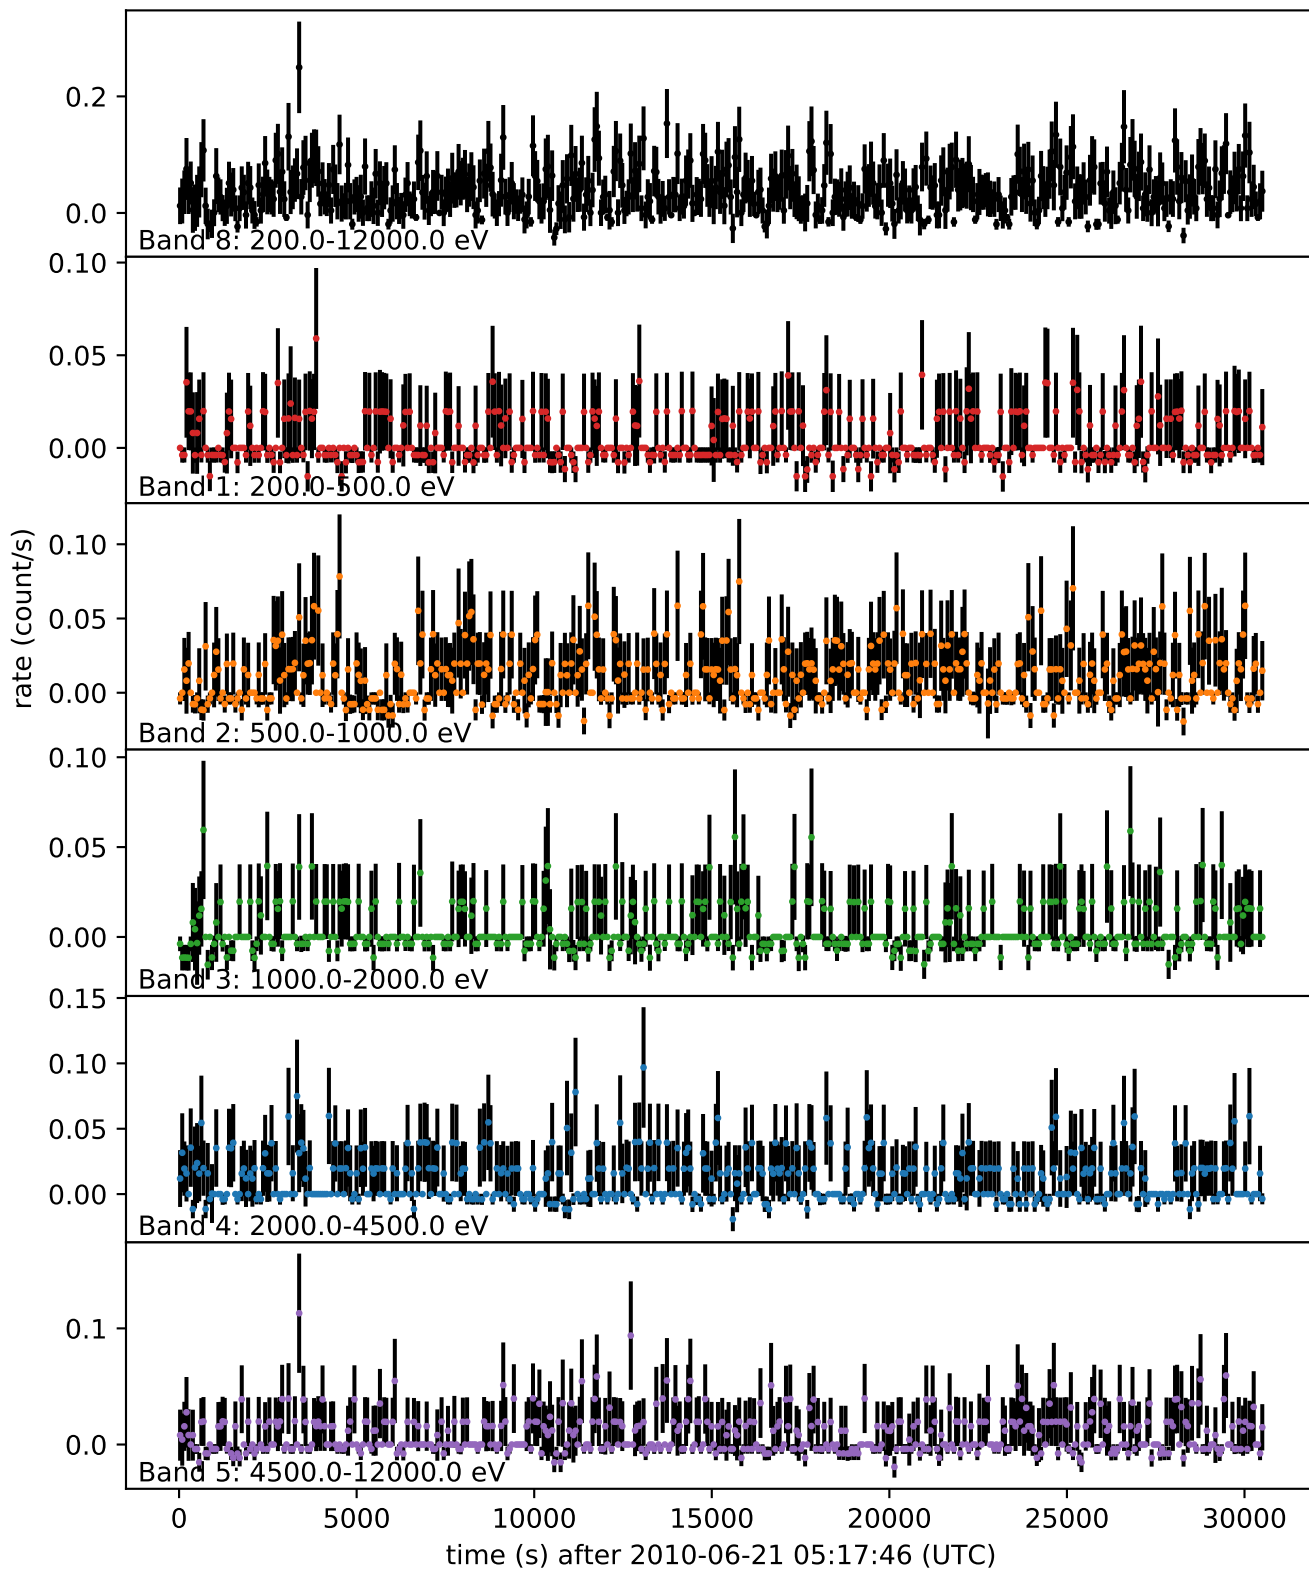 0.2
0.0
Band 8: 200.0-12000.0 eV
0.10
0.05
0.00
Band 1: 200.0-500.0 eV
rate (count/s)
0.10
0.05
0.00
Band 2: 500.0-1000.0 eV
0.10
0.05
0.00
Band 3: 1000.0-2000.0 eV
0.15
0.10
0.05
0.00
Band 4: 2000.0-4500.0 eV
0.1
0.0
Band 5: 4500.0-12000.0 eV
0 5000 10000 15000 20000 25000 30000
time (s) after 2010-06-21 05:17:46 (UTC)